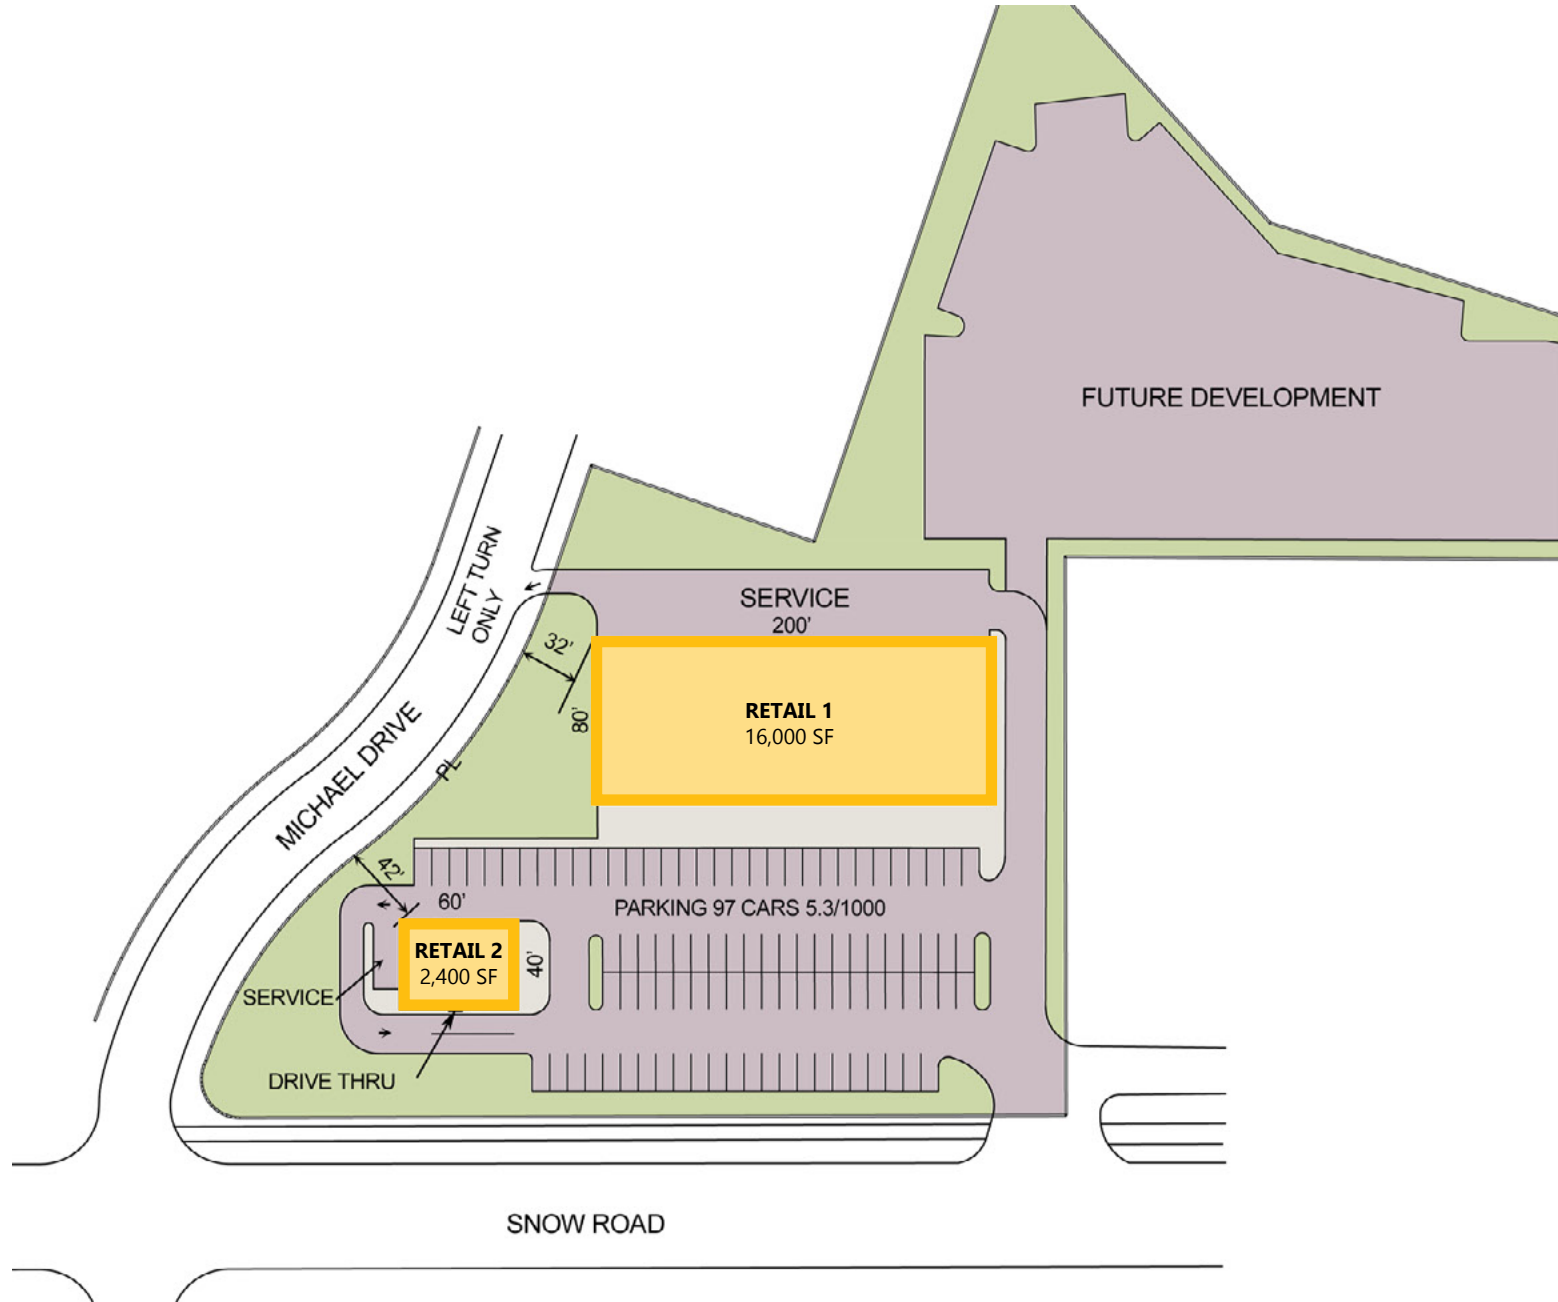 FUTURE DEVELOPMENT
LEFT TURN
ONLY
SERVICE
200'
32'
80'
RETAIL 1
16,000 SF
MICHAEL DRIVE
PL
42'
60'
PARKING 97 CARS 5.3/1000
RETAIL 2
2,400 SF
40'
SERVICE
DRIVE THRU
SNOW ROAD